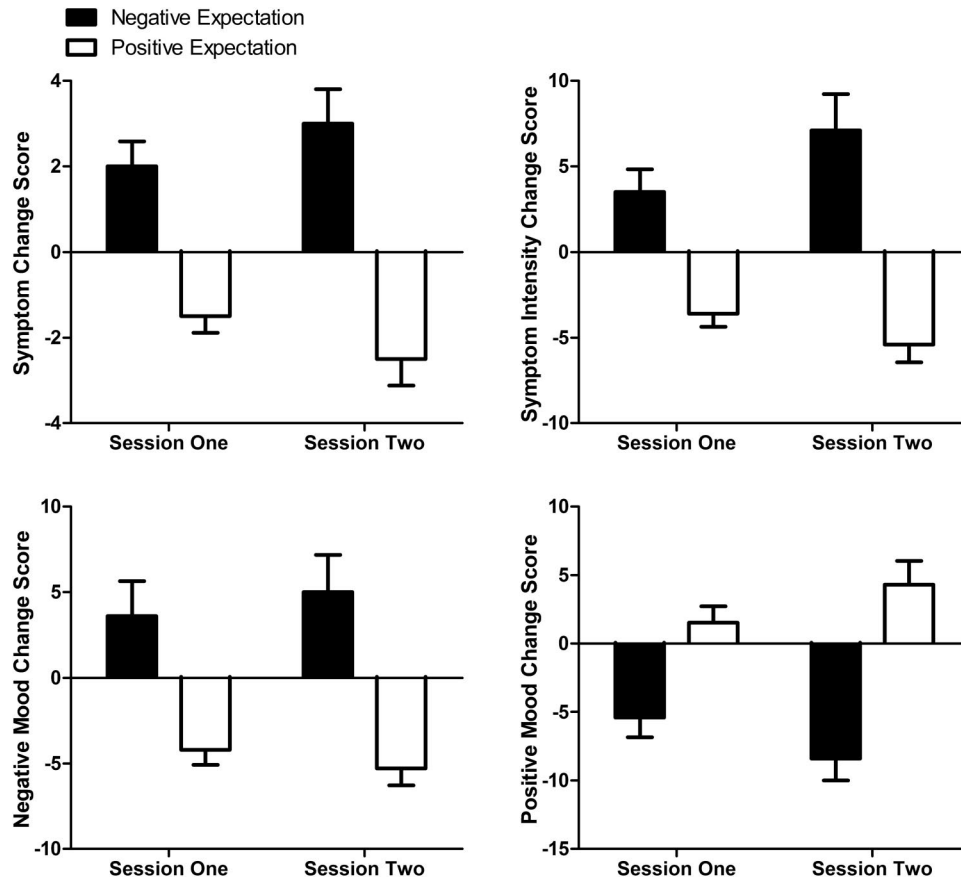 Negative Expectation
Positive Expectation
Symptom Change Score
4
2
0
-2
-4
Session One Session Two
Symptom Intensity Change Score
10
5
0
-5
-10
Session One Session Two
Negative Mood Change Score
10
5
0
-5
-10
Session One Session Two
Positive Mood Change Score
10
5
0
-5
-10
-15
Session One Session Two